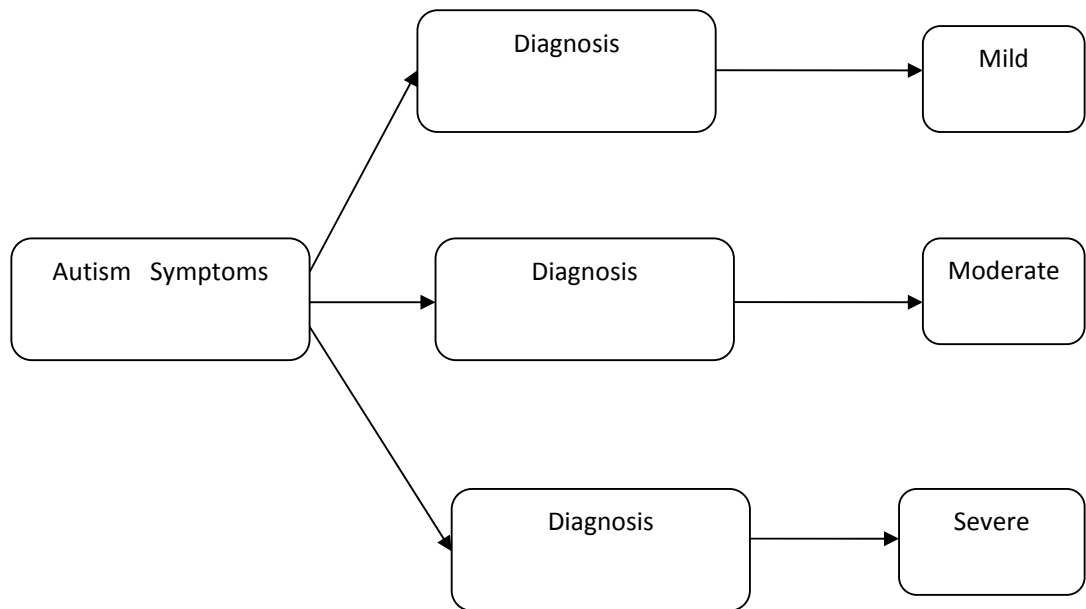 Diagnosis
Mild
Autism Symptoms
Diagnosis
Moderate
Diagnosis
Severe